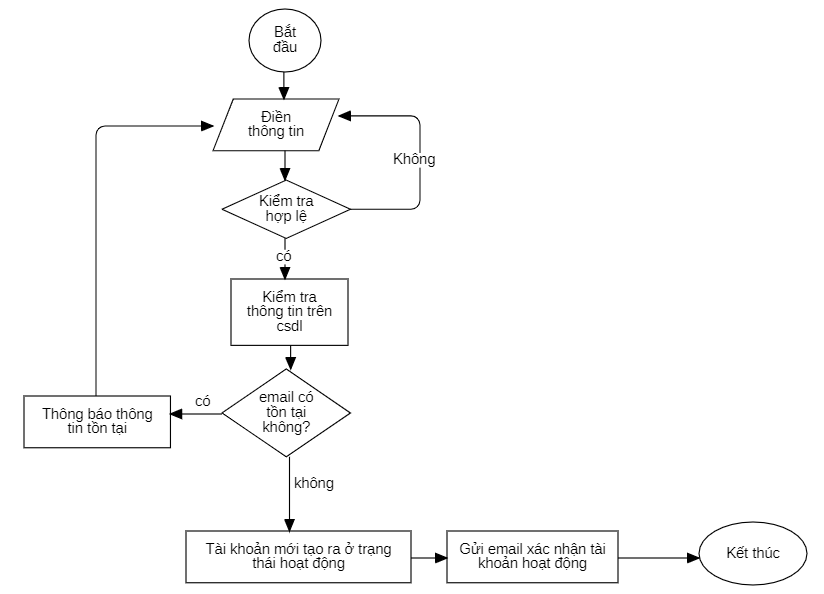 Bắt
đầu
Điền
thông tin
Không
Kiểm tra
hợp lệ
có
Kiểm tra
thông tin trên
csdl
email có
tồn tại
không?
có
Thông báo thông
tin tồn tại
không
Tài khoản mới tạo ra ở trạng
thái hoạt động
Gửi email xác nhận tài
khoản hoạt động
Kết thúc